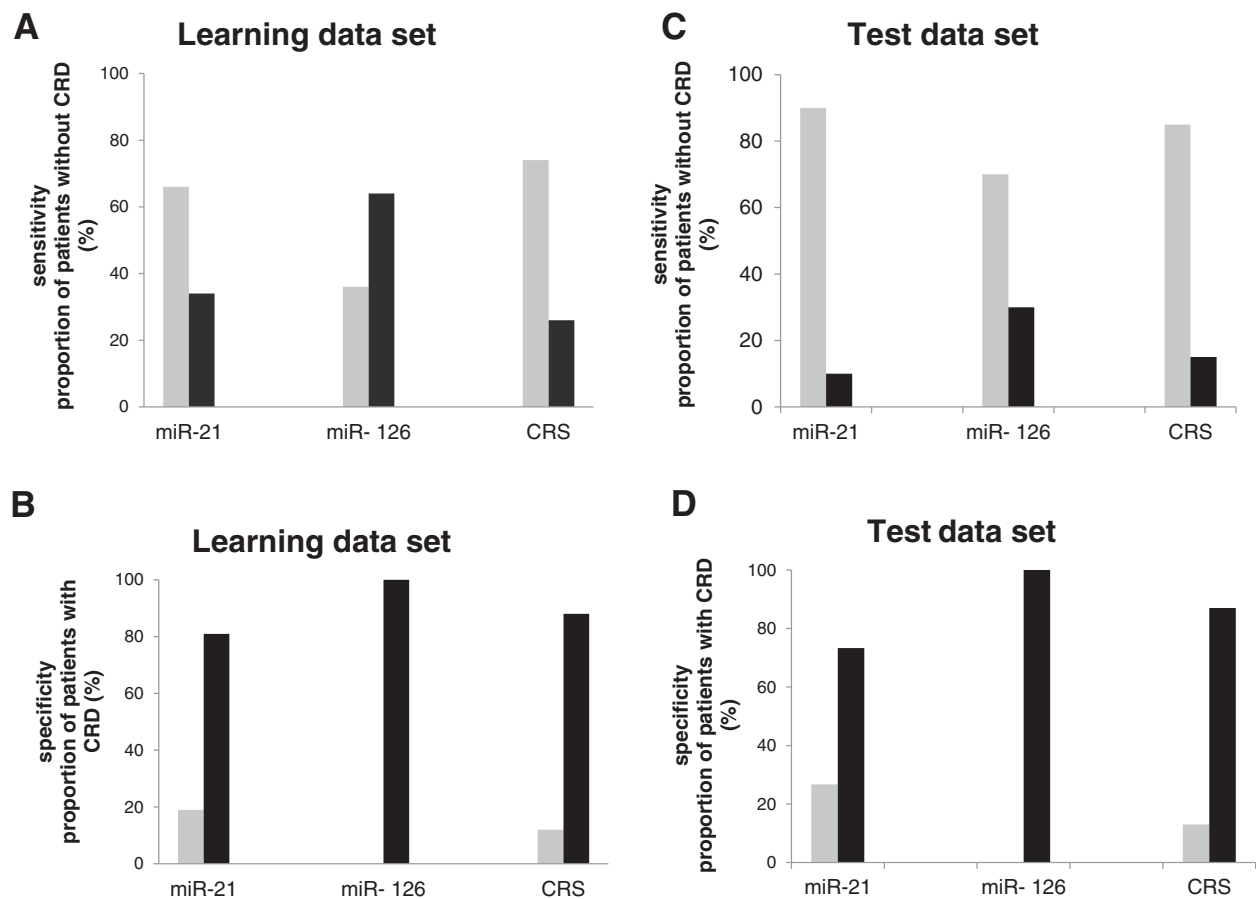 A
Learning data set
sensitivity
proportion of patients without CRD
(%)
100
80
60
40
20
0
miR-21
miR- 126
CRS
C
Test data set
sensitivity
proportion of patients without CRD
(%)
100
80
60
40
20
0
miR-21
miR- 126
CRS
B
Learning data set
specificity
proportion of patients with
CRD (%)
100
80
60
40
20
0
miR-21
miR- 126
CRS
D
Test data set
specificity
proportion of patients with CRD
(%)
100
80
60
40
20
0
miR-21
miR- 126
CRS